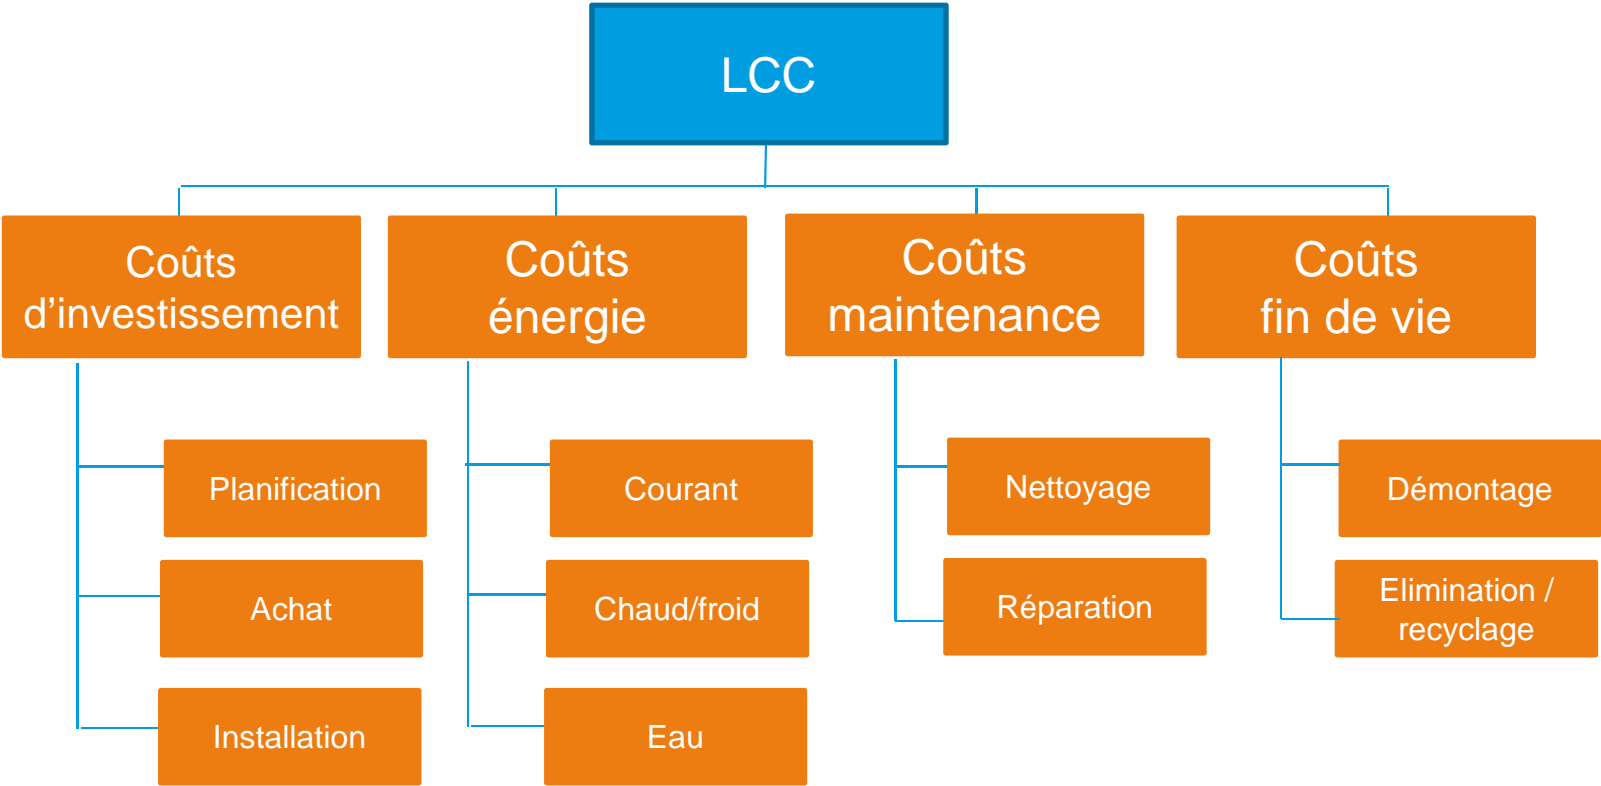 LCC
Coûts
d’investissement
Coûts
énergie
Coûts
maintenance
Coûts
fin de vie
Planification
Achat
Installation
Courant
Chaud/froid
Eau
Nettoyage
Réparation
Démontage
Elimination /
recyclage